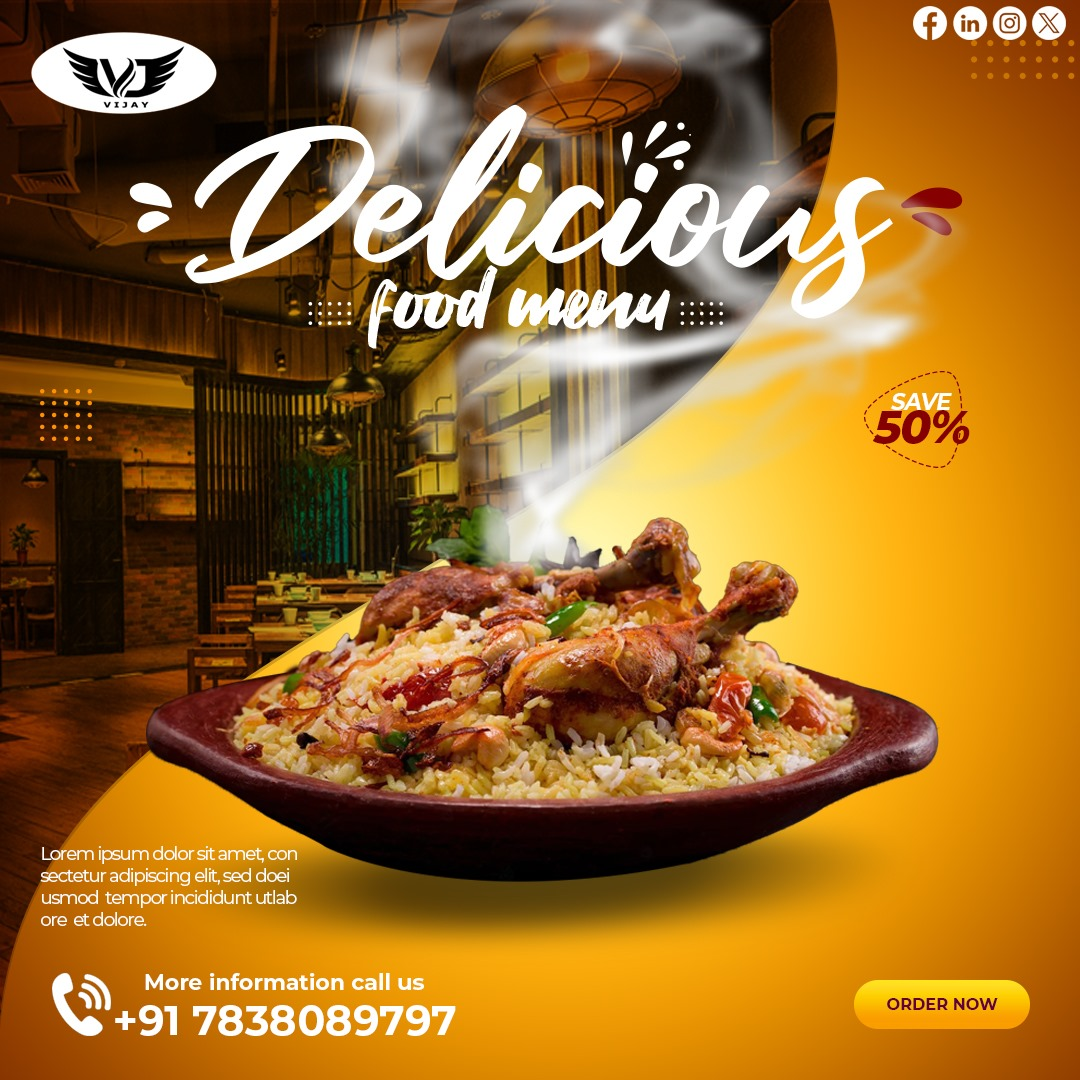 VJ
VIJAY
Delicious
food menu
SAVE
50%
Lorem ipsum dolor sit amet, con
sectetur adipiscing elit, sed doei
usmod tempor incididunt utlab
ore et dolore.
More information call us
+91 7838089797
ORDER NOW